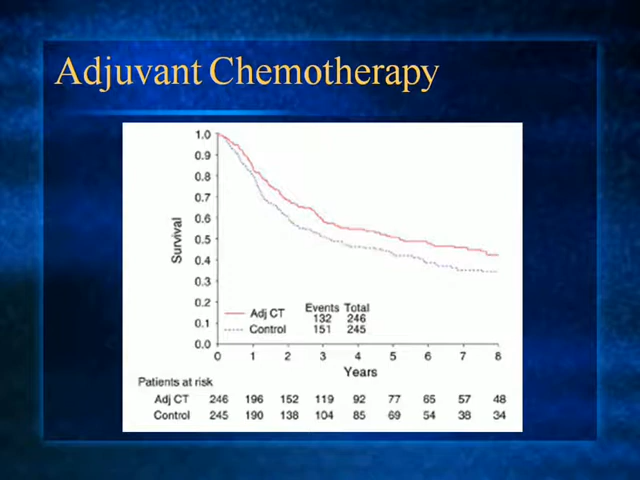 Adjuvant Chemotherapy
1.0
0.9
0.8
0.7
0.6
0.5
0.4
0.3
0.2
0.1
0.0
Survival
Events Total
Adj CT 132 246
Control 151 245
0 1 2 3 4 5 6 7 8
Years
Patients at risk
Adj CT 246 196 152 119 92 77 65 57 48
Control 245 190 138 104 85 69 54 38 34